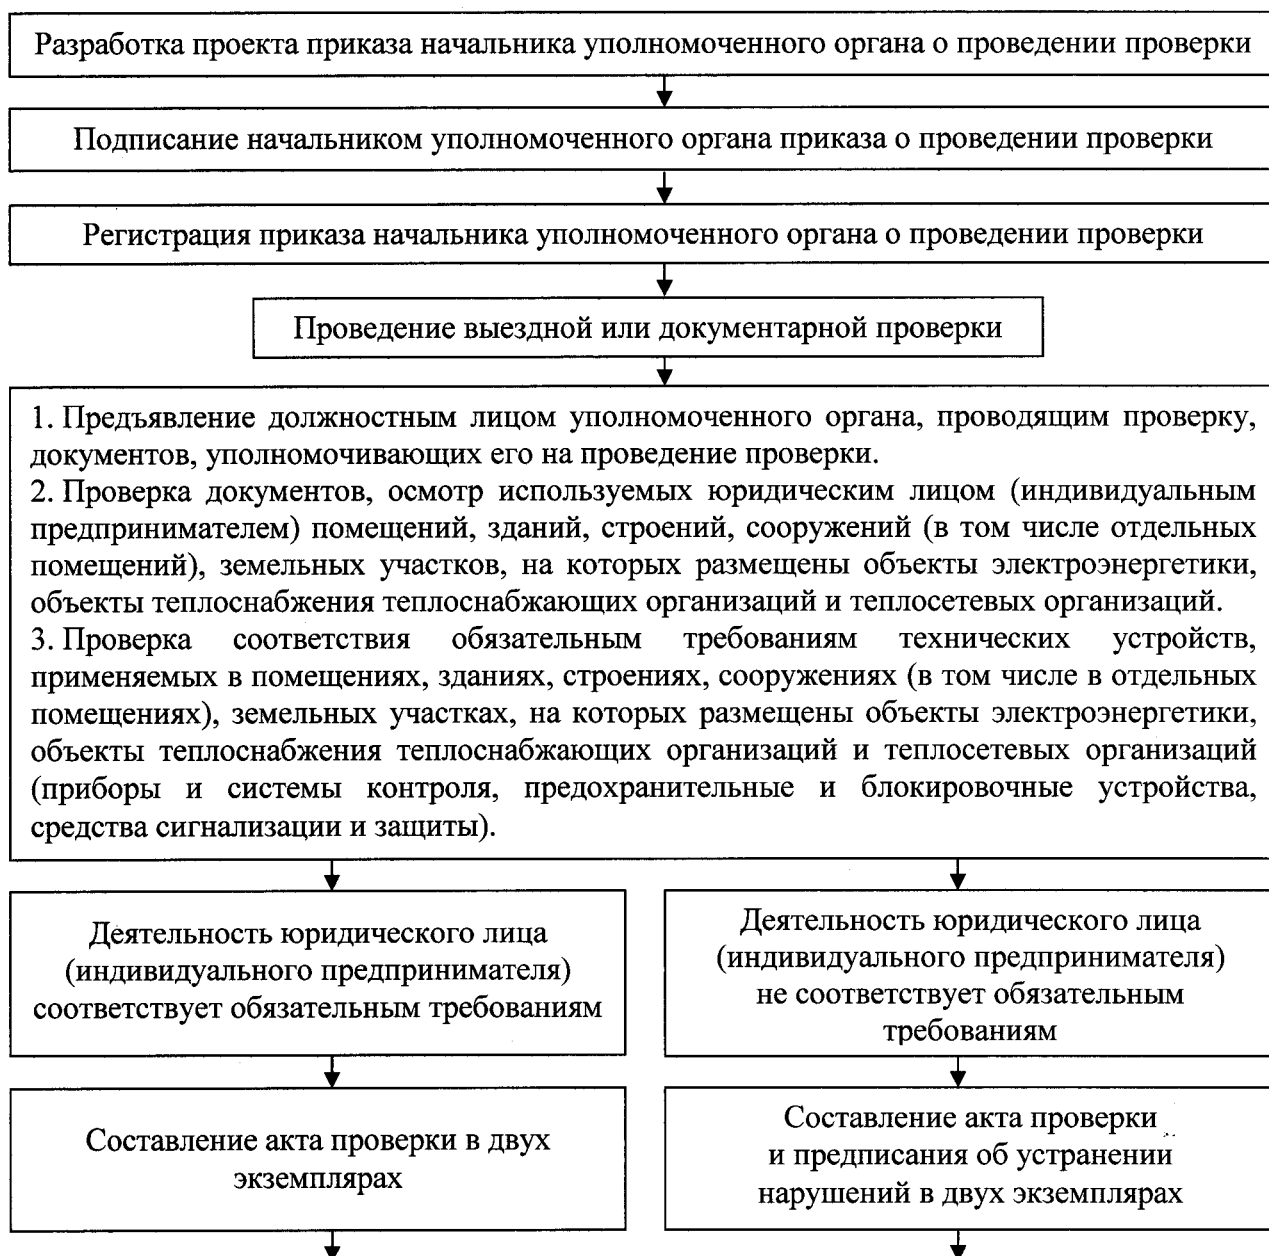 Разработка проекта приказа начальника уполномоченного органа о проведении проверки
Подписание начальником уполномоченного органа приказа о проведении проверки
Регистрация приказа начальника уполномоченного органа о проведении проверки
Проведение выездной или документарной проверки
1. Предъявление должностным лицом уполномоченного органа, проводящим проверку,
документов, уполномочивающих его на проведение проверки.
2. Проверка документов, осмотр используемых юридическим лицом (индивидуальным
предпринимателем) помещений, зданий, строений, сооружений (в том числе отдельных
помещений), земельных участков, на которых размещены объекты электроэнергетики,
объекты теплоснабжения теплоснабжающих организаций и теплосетевых организаций.
3. Проверка соответствия обязательным требованиям технических устройств,
применяемых в помещениях, зданиях, строениях, сооружениях (в том числе в отдельных
помещениях), земельных участках, на которых размещены объекты электроэнергетики,
объекты теплоснабжения теплоснабжающих организаций и теплосетевых организаций
(приборы и системы контроля, предохранительные и блокировочные устройства,
средства сигнализации и защиты).
Деятельность юридического лица
(индивидуального предпринимателя)
соответствует обязательным требованиям
Деятельность юридического лица
(индивидуального предпринимателя)
не соответствует обязательным
требованиям
Составление акта проверки в двух
экземплярах
Составление акта проверки
и предписания об устранении
нарушений в двух экземплярах